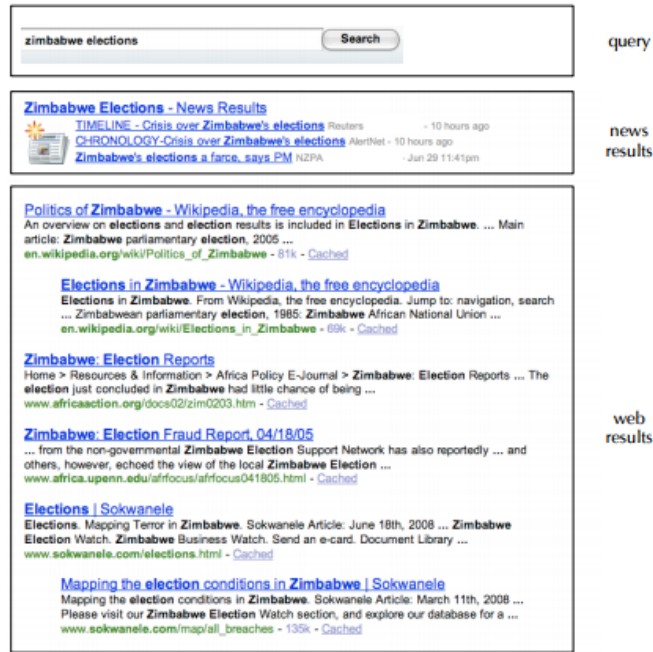 zimbabwe elections
Search
query
Zimbabwe Elections - News Results
TIMELINE - Crisis over Zimbabwe's elections Reuters - 10 hours ago
CHRONOLOGY-Crisis over Zimbabwe's elections AlertNet - 10 hours ago
Zimbabwe's elections a farce, says PM NZPA - Jun 29 11:41pm
news
results
Politics of Zimbabwe - Wikipedia, the free encyclopedia
An overview on elections and election results is included in Elections in Zimbabwe. ... Main
article: Zimbabwe parliamentary election, 2005 ...
en.wikipedia.org/wiki/Politics_of_Zimbabwe - 81k - Cached
Elections in Zimbabwe - Wikipedia, the free encyclopedia
Elections in Zimbabwe. From Wikipedia, the free encyclopedia. Jump to: navigation, search
... Zimbabwean parliamentary election, 1985: Zimbabwe African National Union ...
en.wikipedia.org/wiki/Elections_in_Zimbabwe - 69k - Cached
Zimbabwe: Election Reports
Home > Resources & Information > Africa Policy E-Journal > Zimbabwe: Election Reports ... The
election just concluded in Zimbabwe had little chance of being ...
www.africaaction.org/docs02/zim0203.htm - Cached
Zimbabwe: Election Fraud Report, 04/18/05
... from the non-governmental Zimbabwe Election Support Network has also reportedly ... and
others, however, echoed the view of the local Zimbabwe Election ...
www.africa.upenn.edu/afrfocus/afrfocus041805.html - Cached
Elections | Sokwanele
Elections. Mapping Terror in Zimbabwe. Sokwanele Article: June 18th, 2008 ... Zimbabwe
Election Watch. Zimbabwe Business Watch. Send an e-card. Document Library ...
www.sokwanele.com/elections.html - Cached
Mapping the election conditions in Zimbabwe | Sokwanele
Mapping the election conditions in Zimbabwe. Sokwanele Article: March 11th, 2008 ...
Please visit our Zimbabwe Election Watch section, and explore our database for a ...
www.sokwanele.com/map/all_breaches - 135k - Cached
web
results